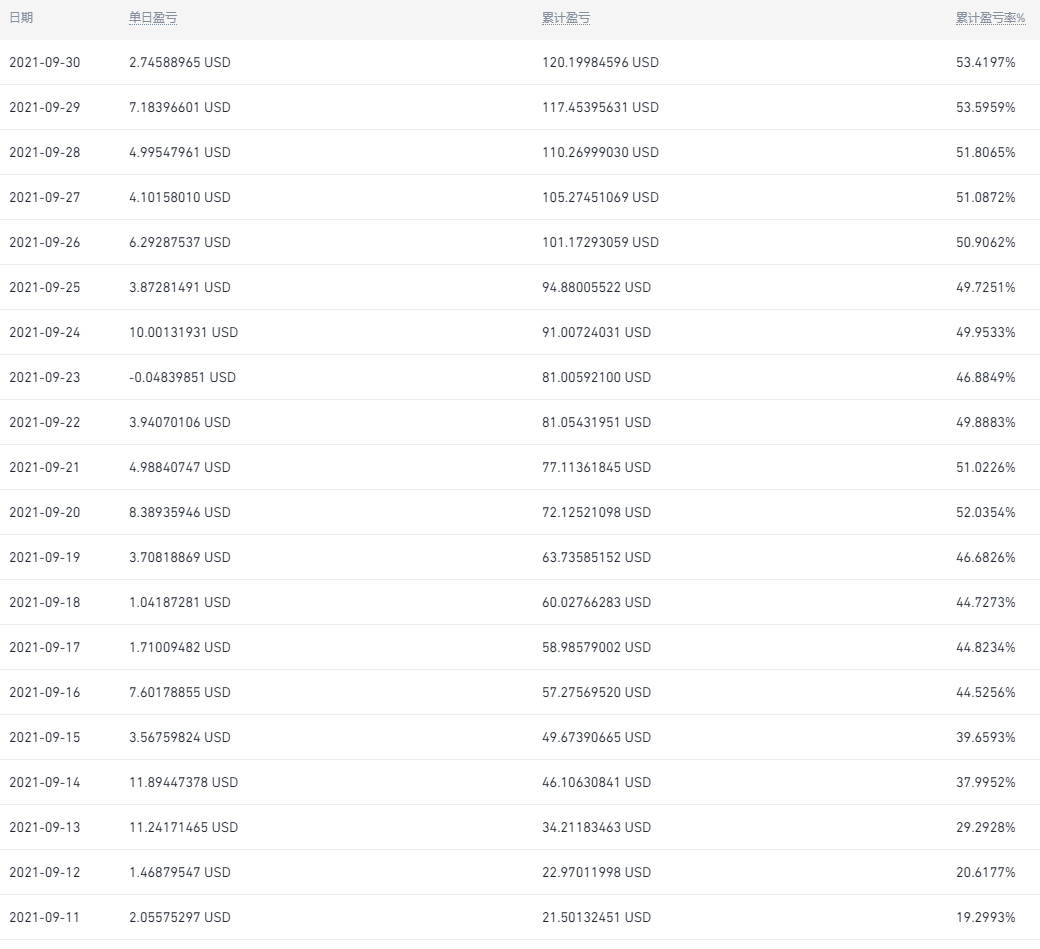 日期 单日盈亏 累计盈亏 累计盈亏率%
2021-09-30 2.74588965 USD 120.19984596 USD 53.4197%
2021-09-29 7.18396601 USD 117.45395631 USD 53.5959%
2021-09-28 4.99547961 USD 110.26999030 USD 51.8065%
2021-09-27 4.10158010 USD 105.27451069 USD 51.0872%
2021-09-26 6.29287537 USD 101.17293059 USD 50.9062%
2021-09-25 3.87281491 USD 94.88005522 USD 49.7251%
2021-09-24 10.00131931 USD 91.00724031 USD 49.9533%
2021-09-23 -0.04839851 USD 81.00592100 USD 46.8849%
2021-09-22 3.94070106 USD 81.05431951 USD 49.8883%
2021-09-21 4.98840747 USD 77.11361845 USD 51.0226%
2021-09-20 8.38935946 USD 72.12521098 USD 52.0354%
2021-09-19 3.70818869 USD 63.73585152 USD 46.6826%
2021-09-18 1.04187281 USD 60.02766283 USD 44.7273%
2021-09-17 1.71009482 USD 58.98579002 USD 44.8234%
2021-09-16 7.60178855 USD 57.27569520 USD 44.5256%
2021-09-15 3.56759824 USD 49.67390665 USD 39.6593%
2021-09-14 11.89447378 USD 46.10630841 USD 37.9952%
2021-09-13 11.24171465 USD 34.21183463 USD 29.2928%
2021-09-12 1.46879547 USD 22.97011998 USD 20.6177%
2021-09-11 2.05575297 USD 21.50132451 USD 19.2993%